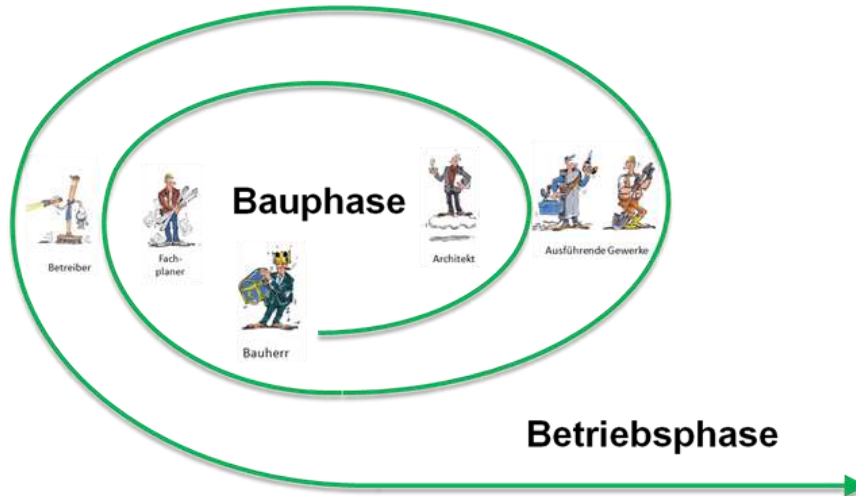 Bauphase
Betreiber
Fach-
planer
Architekt
Ausführende Gewerke
Bauherr
Betriebsphase